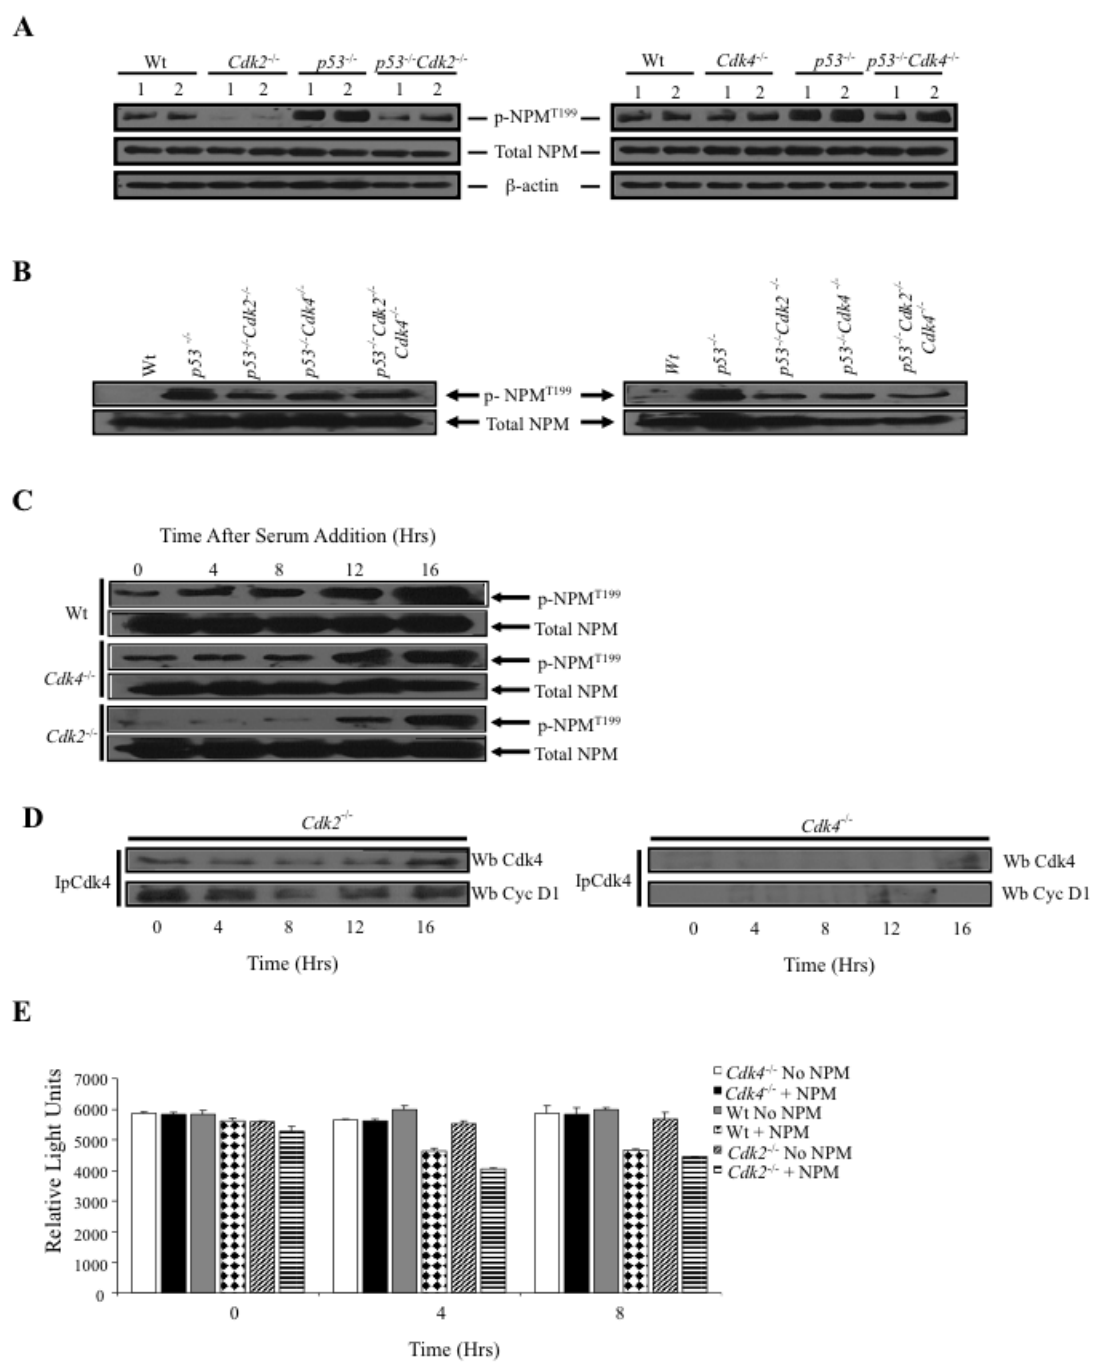 A
Wt Cdk2-/- p53-/- p53-/-Cdk2-/- Wt Cdk4-/- p53-/- p53-/-Cdk4-/-
1 2 1 2 1 2 1 2 1 2 1 2 1 2 1 2
p-NPMT199
Total NPM
β-actin
B
Wt p53-/- p53-/-Cdk2-/- p53-/-Cdk4-/- p53-/-Cdk2-/- Cdk4-/- Wt p53-/- p53-/-Cdk2-/- p53-/-Cdk4-/- p53-/-Cdk2-/- Cdk4-/-
p- NPMT199
Total NPM
C
Time After Serum Addition (Hrs)
0 4 8 12 16
Wt
p-NPMT199
Total NPM
Cdk4-/-
p-NPMT199
Total NPM
Cdk2-/-
p-NPMT199
Total NPM
D
Cdk2-/- Cdk4-/-
IpCdk4 Wb Cdk4 IpCdk4 Wb Cdk4
Wb Cyc D1 Wb Cyc D1
0 4 8 12 16 0 4 8 12 16
Time (Hrs) Time (Hrs)
E
Relative Light Units
7000
6000
5000
4000
3000
2000
1000
0
Cdk4-/- No NPM
Cdk4-/- + NPM
Wt No NPM
Wt + NPM
Cdk2-/- No NPM
Cdk2-/- + NPM
0 4 8
Time (Hrs)